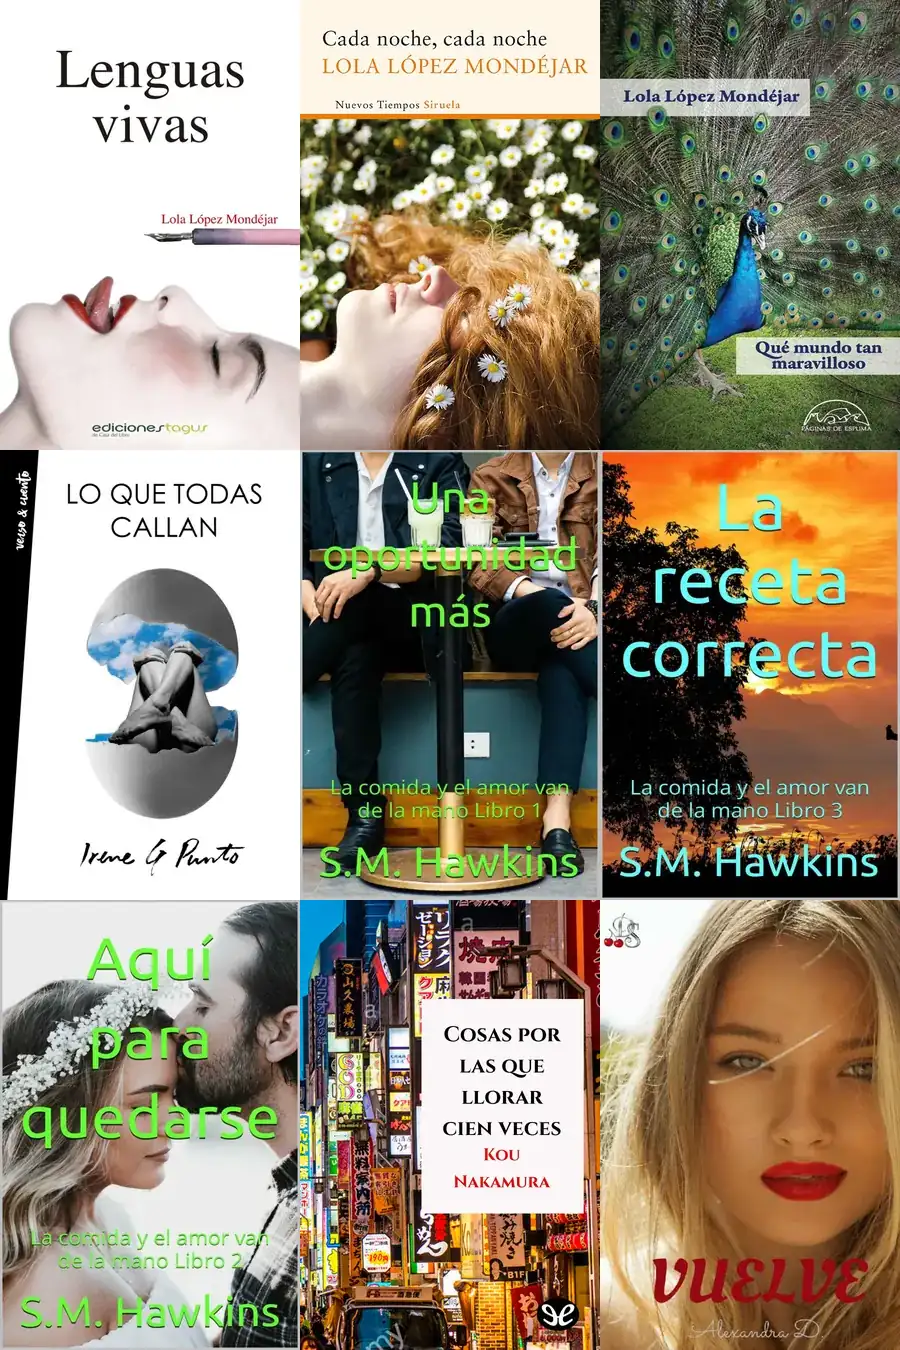 Lenguas
vivas
Lola López Mondéjar
edicionestagus
de Casa del Libro
Cada noche, cada noche
LOLA LÓPEZ MONDÉJAR
Nuevos Tiempos Siruela
Lola López Mondéjar
Qué mundo tan
maravilloso
PÁGINAS DE ESPUMA
verso & cuento
LO QUE TODAS
CALLAN
Irene G Punto
Una
oportunidad
más
La comida y el amor van
de la mano Libro 1
S.M. Hawkins
La
receta
correcta
La comida y el amor van
de la mano Libro 3
S.M. Hawkins
Aquí
para
quedarse
La comida y el amor van
de la mano Libro 2
S.M. Hawkins
COSAS POR
LAS QUE
LLORAR
CIEN VECES
KOU
NAKAMURA
VUELVE
Alexandra D.